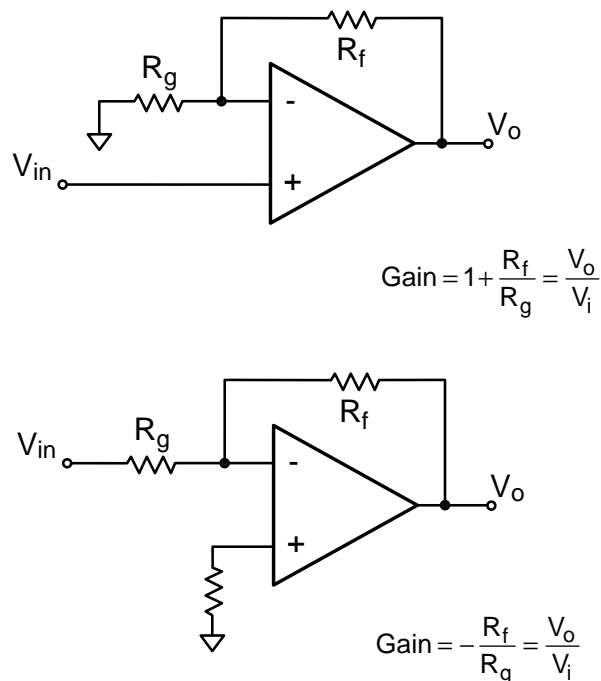 R_f
R_g
-
V_o
V_in
+
Gain = 1 + R_f/R_g = V_o/V_i
R_f
V_in
R_g
-
V_o
+
Gain = - R_f/R_g = V_o/V_i